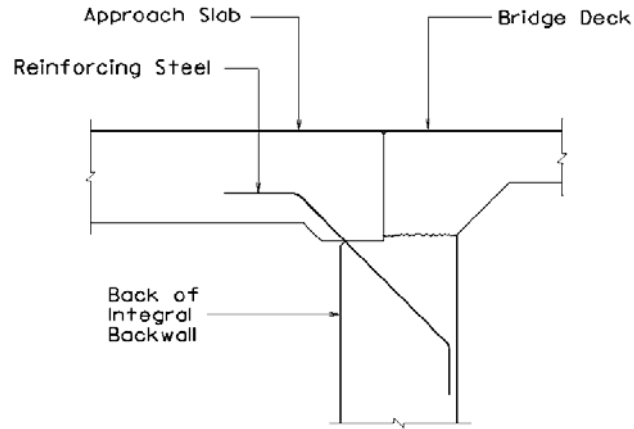 Approach Slab
Bridge Deck
Reinforcing Steel
Back of
Integral
Backwall